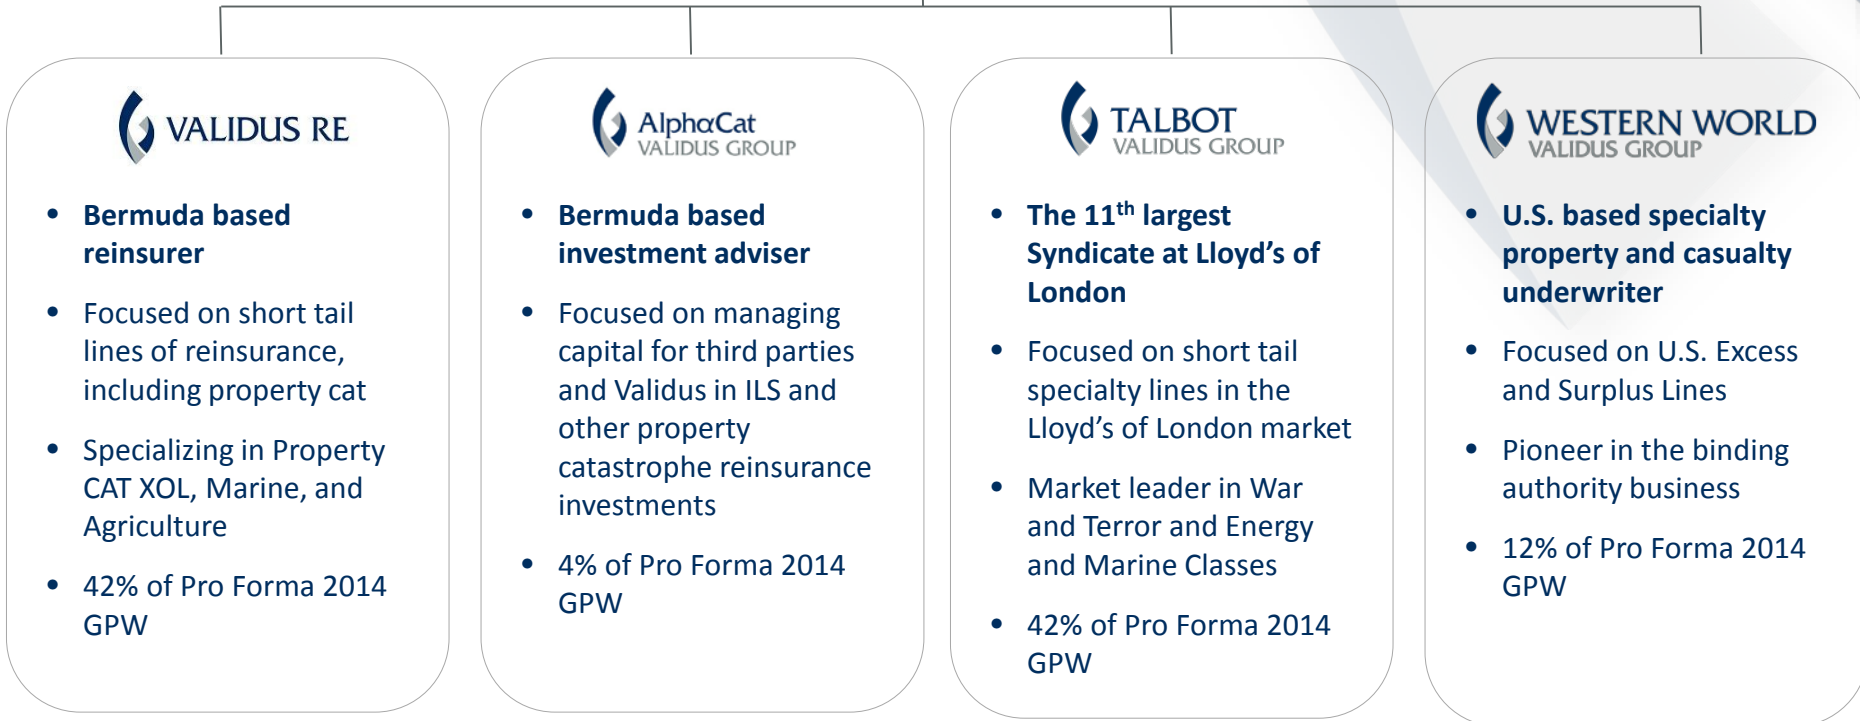 VALIDUS RE
• Bermuda based
reinsurer
• Focused on short tail
lines of reinsurance,
including property cat
• Specializing in Property
CAT XOL, Marine, and
Agriculture
• 42% of Pro Forma 2014
GPW
AlphαCat
VALIDUS GROUP
• Bermuda based
investment adviser
• Focused on managing
capital for third parties
and Validus in ILS and
other property
catastrophe reinsurance
investments
• 4% of Pro Forma 2014
GPW
TALBOT
VALIDUS GROUP
• The 11th largest
Syndicate at Lloyd’s of
London
• Focused on short tail
specialty lines in the
Lloyd’s of London market
• Market leader in War
and Terror and Energy
and Marine Classes
• 42% of Pro Forma 2014
GPW
WESTERN WORLD
VALIDUS GROUP
• U.S. based specialty
property and casualty
underwriter
• Focused on U.S. Excess
and Surplus Lines
• Pioneer in the binding
authority business
• 12% of Pro Forma 2014
GPW